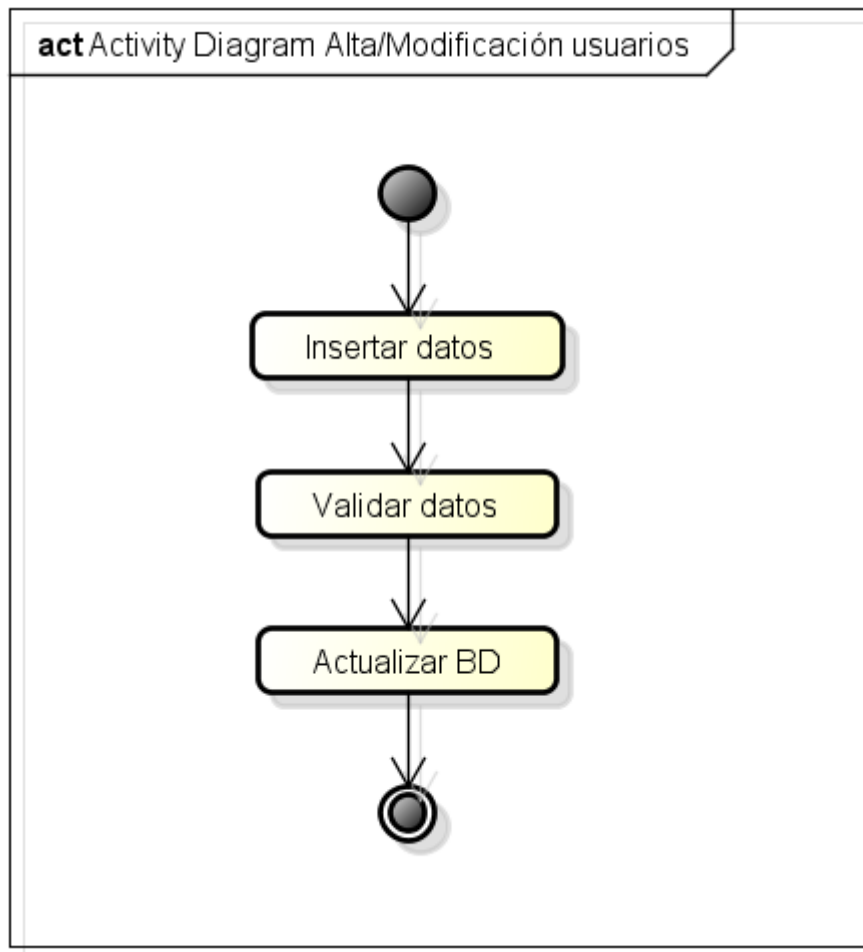 act Activity Diagram Alta/Modificación usuarios
Insertar datos
Validar datos
Actualizar BD